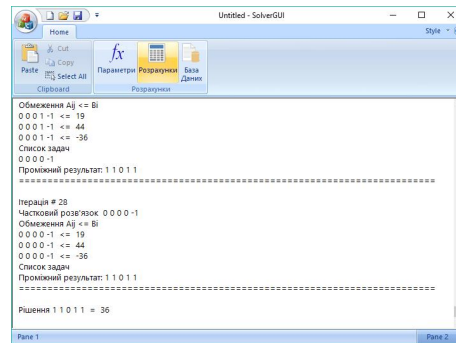 Untitled - SolverGUI
Home
Style
Paste
Cut
Copy
Select All
Clipboard
fx
Параметри
Розрахунки
База Даних
Розрахунки
Обмеження Aij <= Bi
0 0 0 1 -1 <= 19
0 0 0 1 -1 <= 44
0 0 0 1 -1 <= -36
Список задач
0 0 0 0 -1
Проміжний результат: 1 1 0 1 1
==========================================================================
Ітерація # 28
Частковий розв'язок 0 0 0 0 -1
Обмеження Aij <= Bi
0 0 0 0 -1 <= 19
0 0 0 0 -1 <= 44
0 0 0 0 -1 <= -36
Список задач
Проміжний результат: 1 1 0 1 1
==========================================================================
Рішення 1 1 0 1 1 = 36
Pane 1
Pane 2